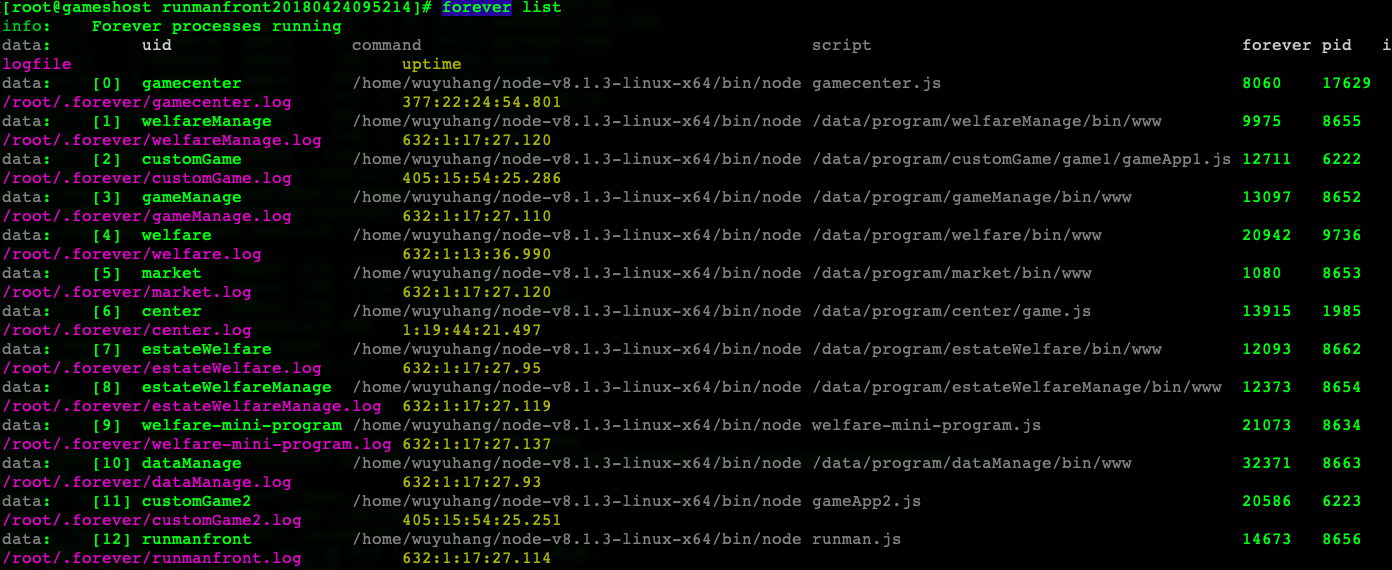 [root@gameshost runmanfront20180424095214]# forever list
info:    Forever processes running
data:         uid                  command                                       script                                     forever pid   i
logfile                                 uptime
data:    [0]  gamecenter           /home/wuyuhang/node-v8.1.3-linux-x64/bin/node gamecenter.js                              8060    17629
/root/.forever/gamecenter.log           377:22:24:54.801
data:    [1]  welfareManage        /home/wuyuhang/node-v8.1.3-linux-x64/bin/node /data/program/welfareManage/bin/www        9975    8655
/root/.forever/welfareManage.log        632:1:17:27.120
data:    [2]  customGame           /home/wuyuhang/node-v8.1.3-linux-x64/bin/node /data/program/customGame/game1/gameApp1.js 12711   6222
/root/.forever/customGame.log           405:15:54:25.286
data:    [3]  gameManage           /home/wuyuhang/node-v8.1.3-linux-x64/bin/node /data/program/gameManage/bin/www           13097   8652
/root/.forever/gameManage.log           632:1:17:27.110
data:    [4]  welfare              /home/wuyuhang/node-v8.1.3-linux-x64/bin/node /data/program/welfare/bin/www              20942   9736
/root/.forever/welfare.log              632:1:13:36.990
data:    [5]  market               /home/wuyuhang/node-v8.1.3-linux-x64/bin/node /data/program/market/bin/www               1080    8653
/root/.forever/market.log               632:1:17:27.120
data:    [6]  center               /home/wuyuhang/node-v8.1.3-linux-x64/bin/node /data/program/center/game.js               13915   1985
/root/.forever/center.log               1:19:44:21.497
data:    [7]  estateWelfare        /home/wuyuhang/node-v8.1.3-linux-x64/bin/node /data/program/estateWelfare/bin/www        12093   8662
/root/.forever/estateWelfare.log        632:1:17:27.95
data:    [8]  estateWelfareManage  /home/wuyuhang/node-v8.1.3-linux-x64/bin/node /data/program/estateWelfareManage/bin/www  12373   8654
/root/.forever/estateWelfareManage.log  632:1:17:27.119
data:    [9]  welfare-mini-program /home/wuyuhang/node-v8.1.3-linux-x64/bin/node welfare-mini-program.js                    21073   8634
/root/.forever/welfare-mini-program.log 632:1:17:27.137
data:    [10] dataManage           /home/wuyuhang/node-v8.1.3-linux-x64/bin/node /data/program/dataManage/bin/www           32371   8663
/root/.forever/dataManage.log           632:1:17:27.93
data:    [11] customGame2          /home/wuyuhang/node-v8.1.3-linux-x64/bin/node gameApp2.js                                20586   6223
/root/.forever/customGame2.log          405:15:54:25.251
data:    [12] runmanfront          /home/wuyuhang/node-v8.1.3-linux-x64/bin/node runman.js                                  14673   8656
/root/.forever/runmanfront.log          632:1:17:27.114